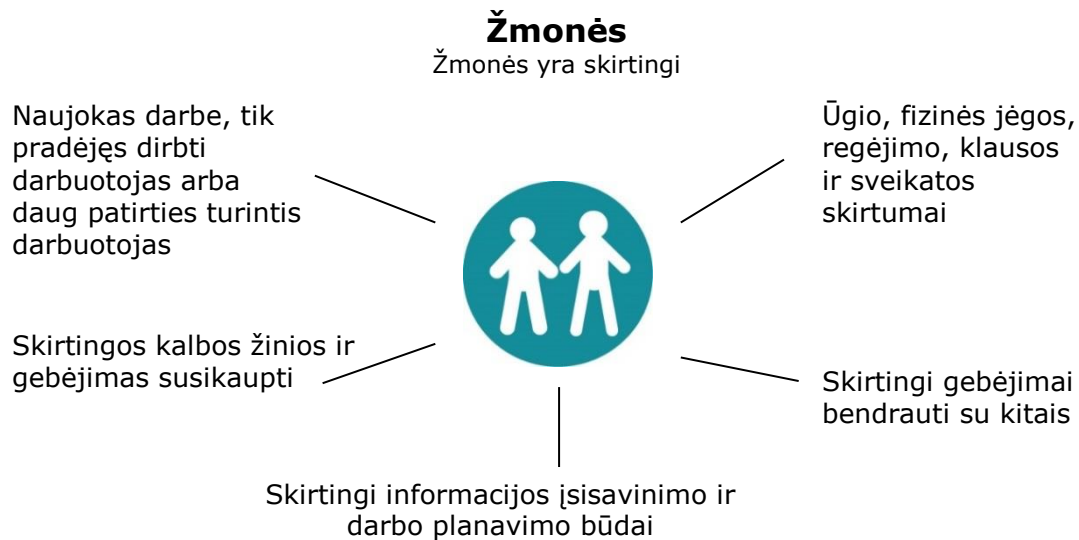 Žmonės
Žmonės yra skirtingi
Naujokas darbe, tik
pradėjęs dirbti
darbuotojas arba
daug patirties turintis
darbuotojas
Ūgio, fizinės jėgos,
regėjimo, klausos
ir sveikatos
skirtumai
Skirtingos kalbos žinios ir
gebėjimas susikaupti
Skirtingi gebėjimai
bendrauti su kitais
Skirtingi informacijos įsisavinimo ir
darbo planavimo būdai